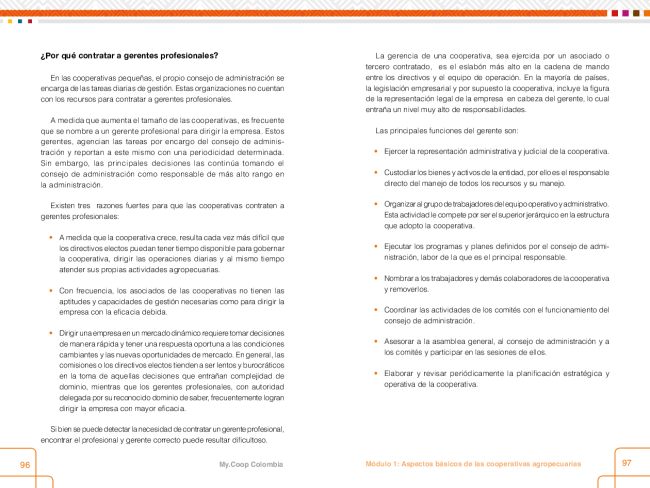 ¿Por qué contratar a gerentes profesionales?
En las cooperativas pequeñas, el propio consejo de administración se
encarga de las tareas diarias de gestión. Estas organizaciones no cuentan
con los recursos para contratar a gerentes profesionales.
A medida que aumenta el tamaño de las cooperativas, es frecuente
que se nombre a un gerente profesional para dirigir la empresa. Estos
gerentes, agencian las tareas por encargo del consejo de adminis-
tración y reportan a este mismo con una periodicidad determinada.
Sin embargo, las principales decisiones las continúa tomando el
consejo de administración como responsable de más alto rango en
la administración.
Existen tres razones fuertes para que las cooperativas contraten a
gerentes profesionales:
• A medida que la cooperativa crece, resulta cada vez más difícil que
los directivos electos puedan tener tiempo disponible para gobernar
la cooperativa, dirigir las operaciones diarias y al mismo tiempo
atender sus propias actividades agropecuarias.
• Con frecuencia, los asociados de las cooperativas no tienen las
aptitudes y capacidades de gestión necesarias como para dirigir la
empresa con la eficacia debida.
• Dirigir una empresa en un mercado dinámico requiere tomar decisiones
de manera rápida y tener una respuesta oportuna a las condiciones
cambiantes y las nuevas oportunidades de mercado. En general, las
comisiones o los directivos electos tienden a ser lentos y burocráticos
en la toma de aquellas decisiones que entrañan complejidad de
dominio, mientras que los gerentes profesionales, con autoridad
delegada por su reconocido dominio de saber, frecuentemente logran
dirigir la empresa con mayor eficacia.
Si bien se puede detectar la necesidad de contratar un gerente profesional,
encontrar el profesional y gerente correcto puede resultar dificultoso.
96
My.Coop Colombia
La gerencia de una cooperativa, sea ejercida por un asociado o
tercero contratado, es el eslabón más alto en la cadena de mando
entre los directivos y el equipo de operación. En la mayoría de países,
la legislación empresarial y por supuesto la cooperativa, incluye la figura
de la representación legal de la empresa en cabeza del gerente, lo cual
entraña un nivel muy alto de responsabilidades.
Las principales funciones del gerente son:
• Ejercer la representación administrativa y judicial de la cooperativa.
• Custodiar los bienes y activos de la entidad, por ello es el responsable
directo del manejo de todos los recursos y su manejo.
• Organizar al grupo de trabajadores del equipo operativo y administrativo.
Esta actividad le compete por ser el superior jerárquico en la estructura
que adopto la cooperativa.
• Ejecutar los programas y planes definidos por el consejo de admi-
nistración, labor de la que es el principal responsable.
• Nombrar a los trabajadores y demás colaboradores de la cooperativa
y removerlos.
• Coordinar las actividades de los comités con el funcionamiento del
consejo de administración.
• Asesorar a la asamblea general, al consejo de administración y a
los comités y participar en las sesiones de ellos.
• Elaborar y revisar periódicamente la planificación estratégica y
operativa de la cooperativa.
Módulo 1: Aspectos básicos de las cooperativas agropecuarias
97